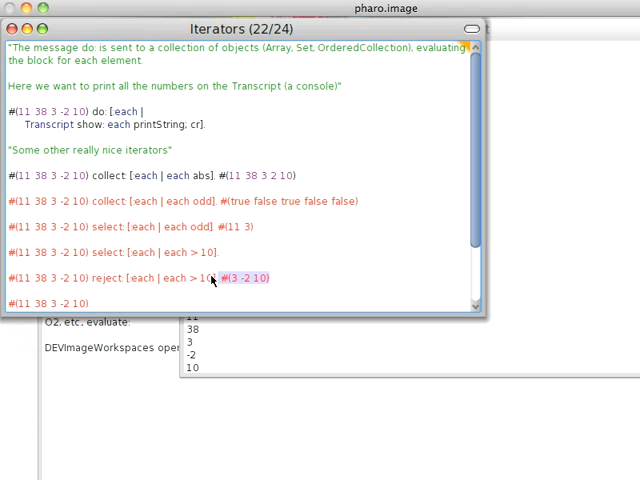 pharo.image
Iterators (22/24)
"The message do: is sent to a collection of objects (Array, Set, OrderedCollection), evaluating
the block for each element.
Here we want to print all the numbers on the Transcript (a console)"
#(11 38 3 -2 10) do: [:each |
Transcript show: each printString; cr].
"Some other really nice iterators"
#(11 38 3 -2 10) collect: [:each | each abs]. #(11 38 3 2 10)
#(11 38 3 -2 10) collect: [:each | each odd]. #(true false true false false)
#(11 38 3 -2 10) select: [:each | each odd] #(11 3)
#(11 38 3 -2 10) select: [:each | each > 10].
#(11 38 3 -2 10) reject: [:each | each > 10] #(3 -2 10)
#(11 38 3 -2 10)
O2, etc, evaluate:
DEVImageWorkspaces oper
11
38
3
-2
10